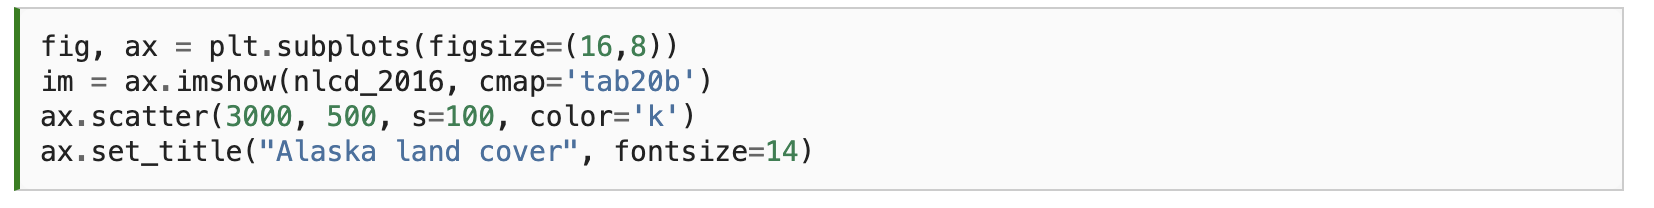 fig, ax = plt.subplots(figsize=(16,8))
im = ax.imshow(nlcd_2016, cmap='tab20b')
ax.scatter(3000, 500, s=100, color='k')
ax.set_title("Alaska land cover", fontsize=14)